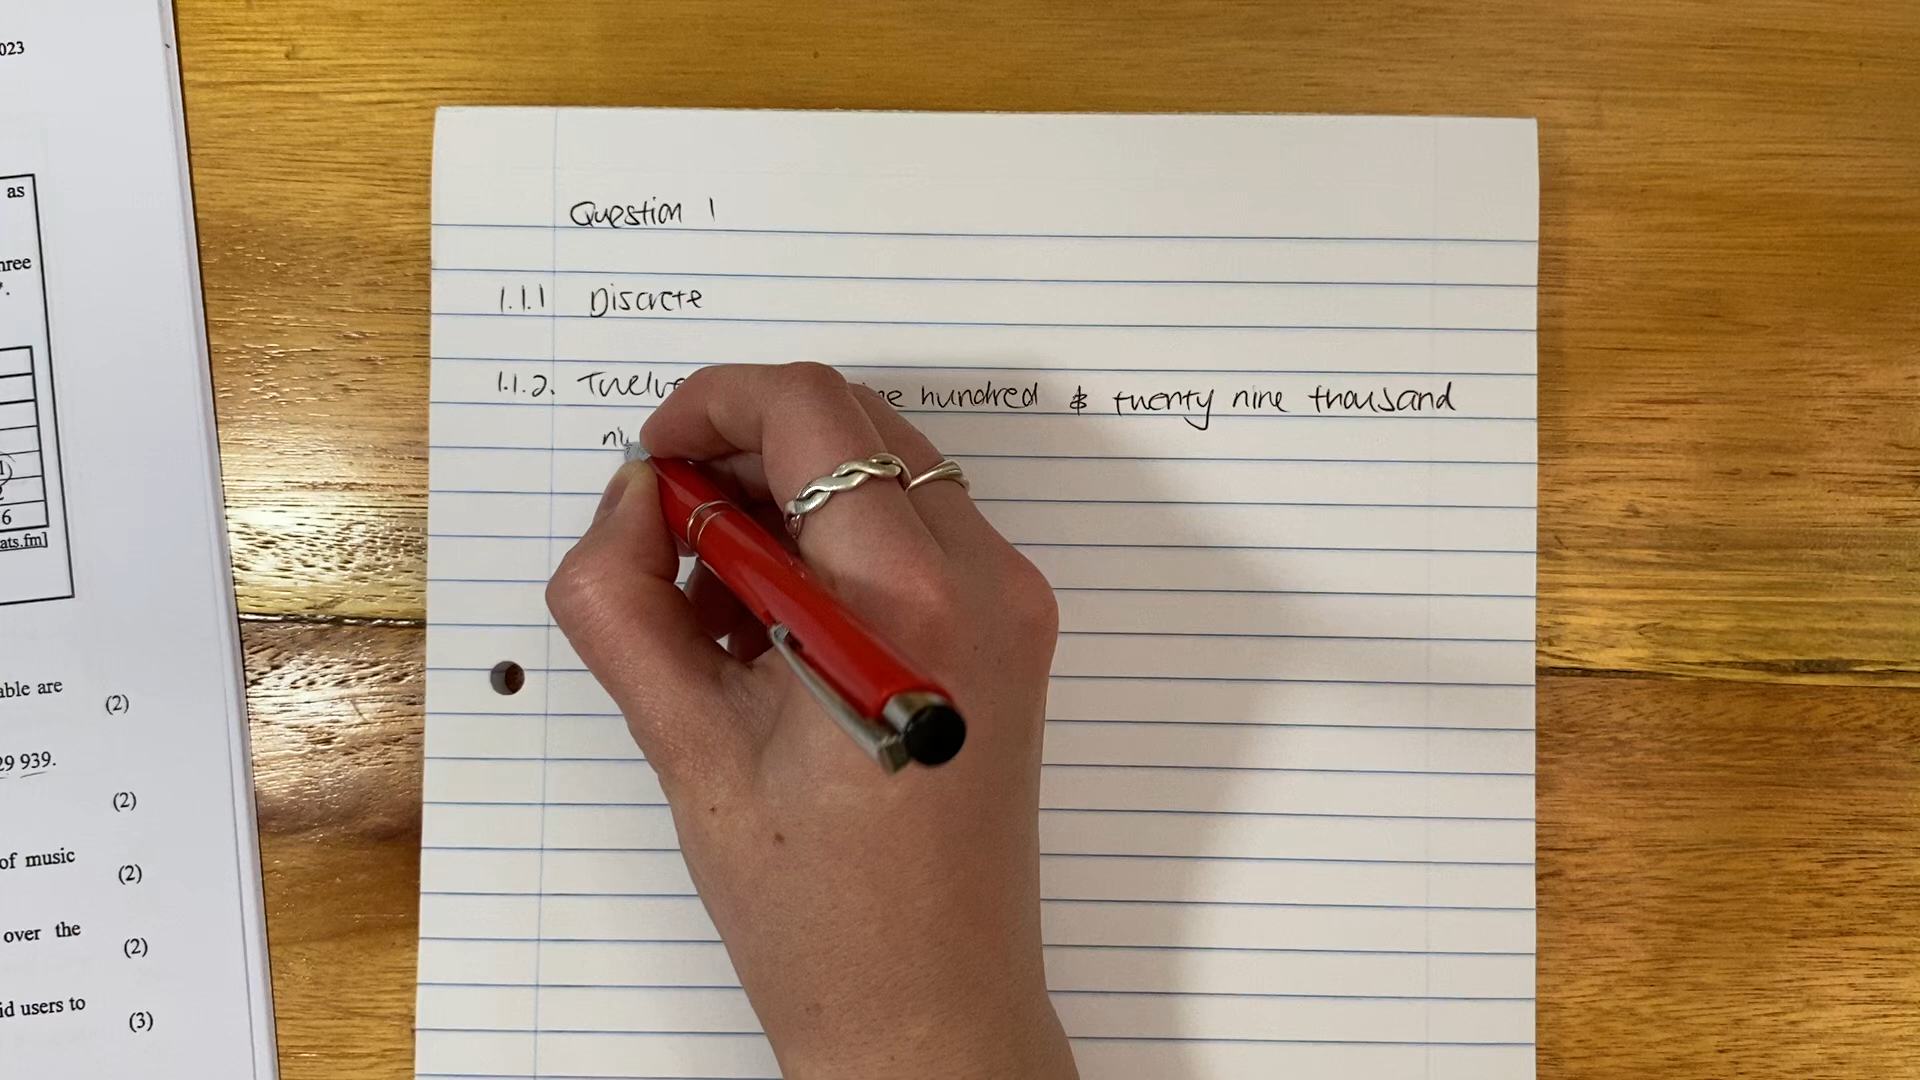 023
as
hree
6
ats.fm]
able are
(2)
29 939.
(2)
of music
(2)
over the
(2)
id users to
(3)
Question 1
1.1.1 Discrete
1.1.2. Twelve hundred & twenty nine thousand